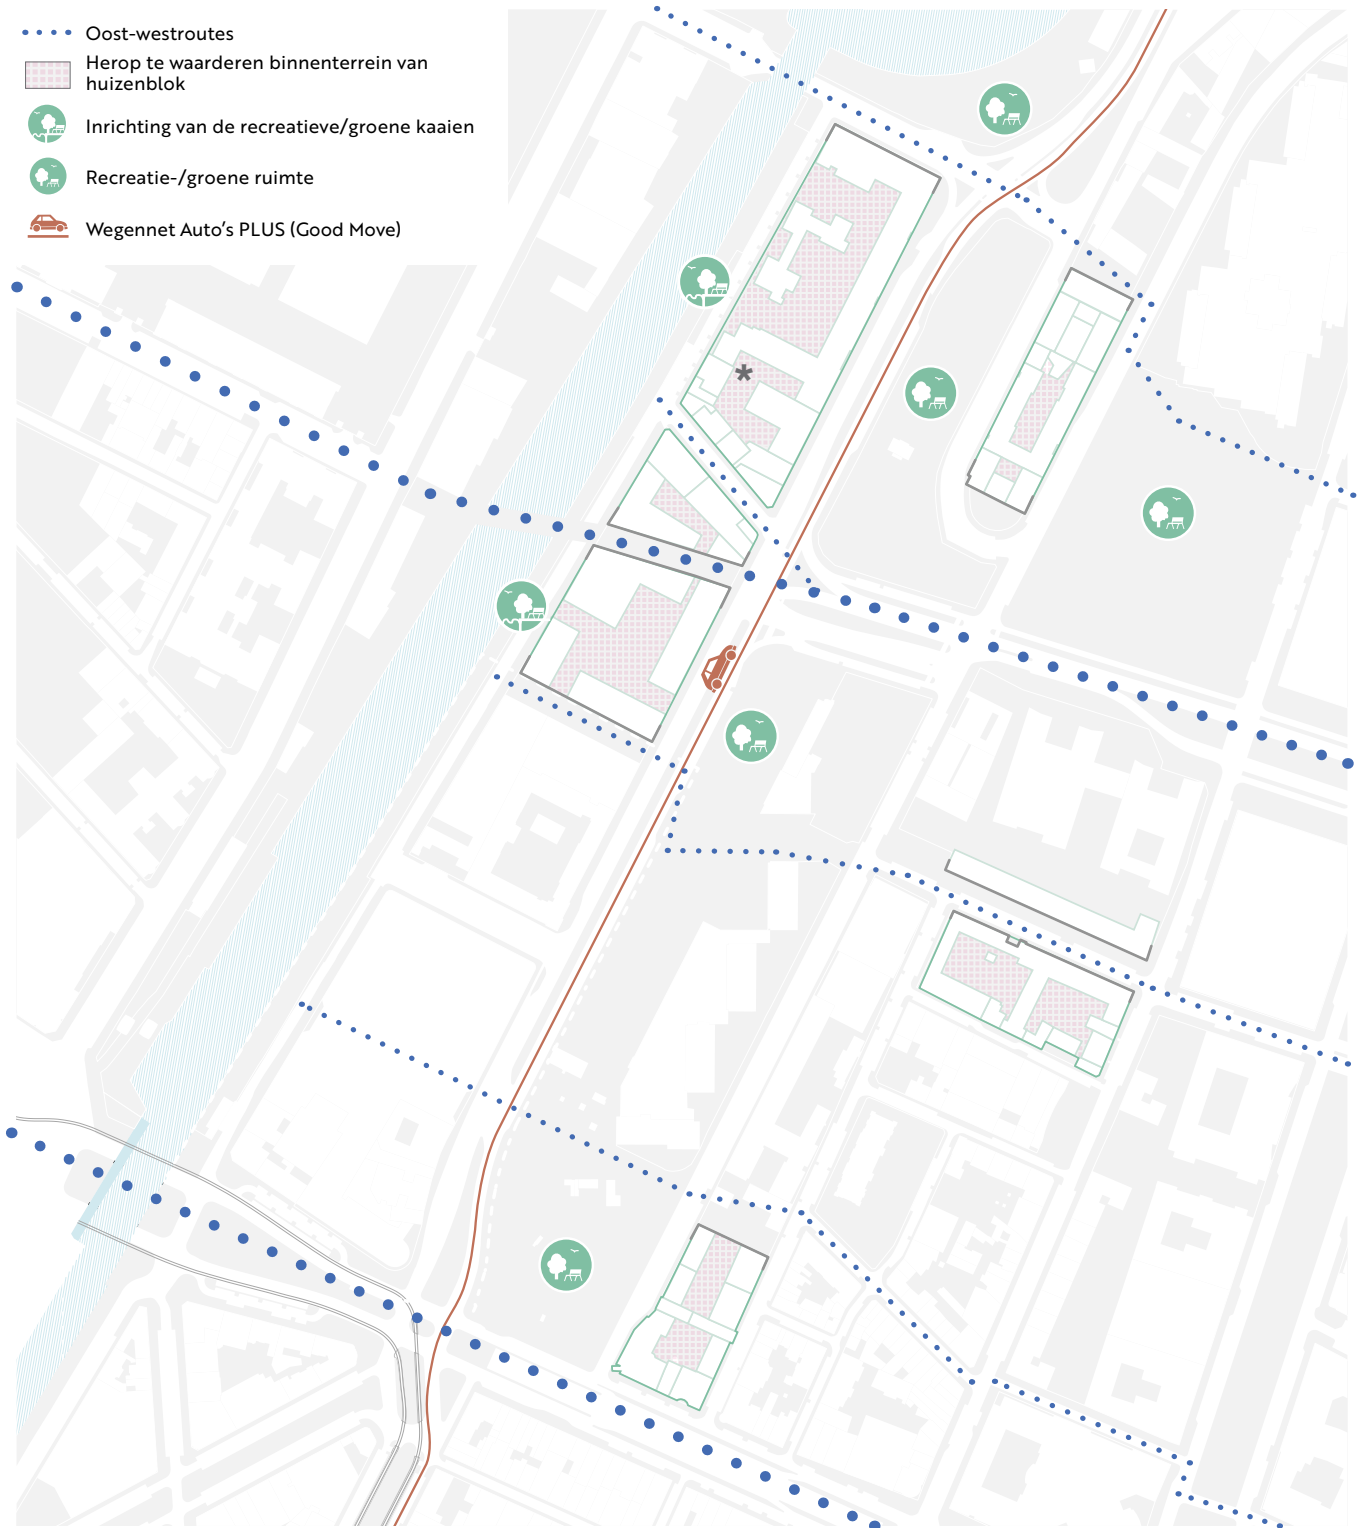 Oost-westroutes
Herop te waarderen binnenterrein van
huizenblok
Inrichting van de recreatieve/groene kaaien
Recreatie-/groene ruimte
Wegennet Auto’s PLUS (Good Move)
*